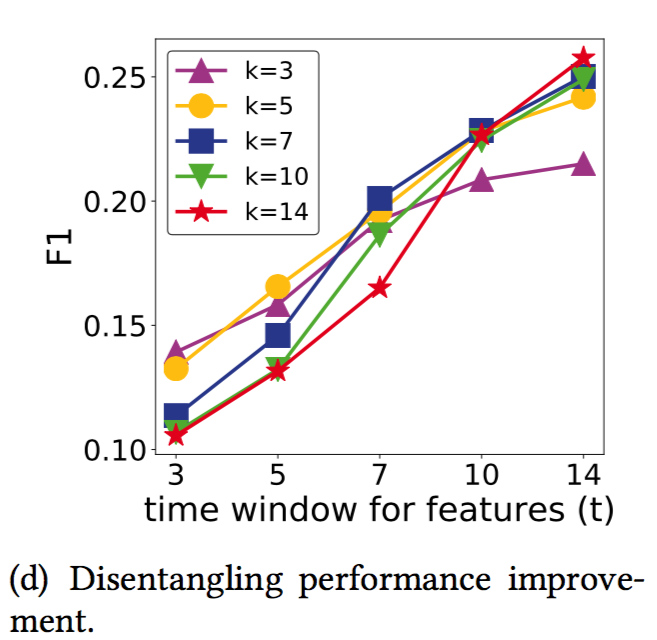 k=3
k=5
k=7
k=10
k=14
0.25
0.20
0.15
0.10
F1
3 5 7 10 14
time window for features (t)
(d) Disentangling performance improve-
ment.